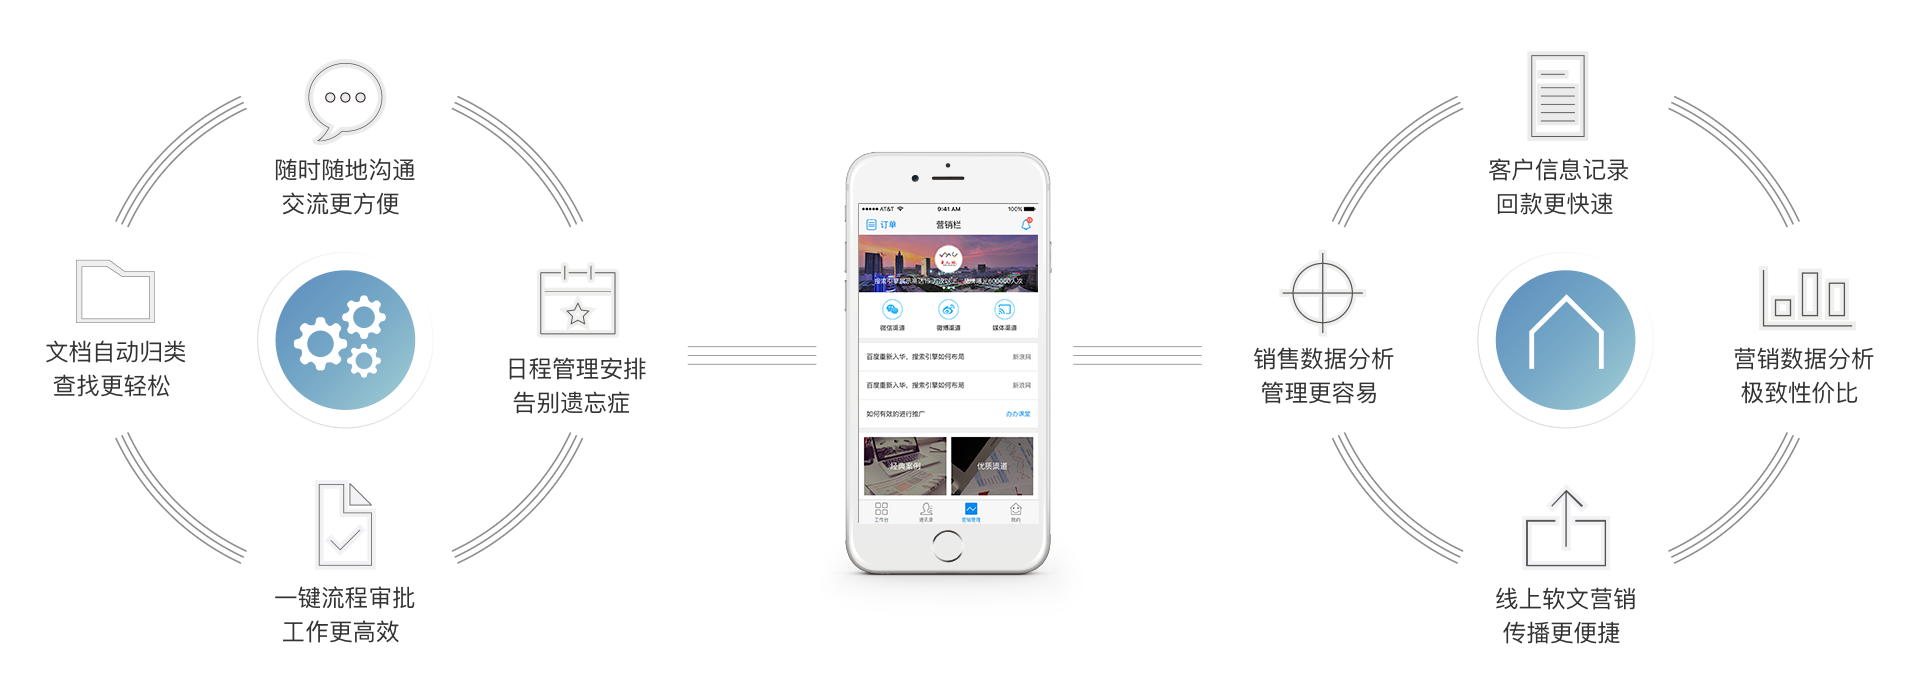 随时随地沟通
交流更方便
文档自动归类
查找更轻松
日程管理安排
告别遗忘症
一键流程审批
工作更高效
AT&T
9:41 AM
100%
订单
营销栏
微信渠道
微博渠道
媒体渠道
百度重新入华，搜索引擎如何布局
新浪网
百度重新入华，搜索引擎如何布局
新浪网
如何有效的进行推广
办办课堂
经典案例
优质渠道
工作台
通讯录
营销管理
我的
客户信息记录
回款更快速
销售数据分析
管理更容易
营销数据分析
极致性价比
线上软文营销
传播更便捷